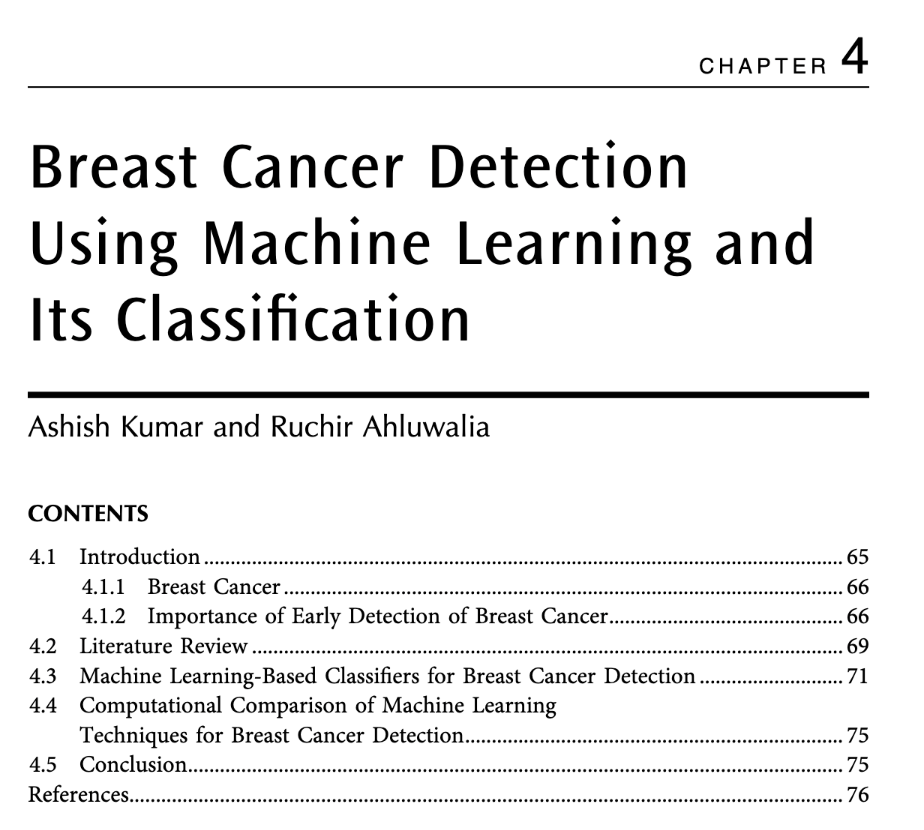 CHAPTER 4
Breast Cancer Detection
Using Machine Learning and
Its Classification
Ashish Kumar and Ruchir Ahluwalia
CONTENTS
4.1 Introduction ........ 65
4.1.1 Breast Cancer ........ 66
4.1.2 Importance of Early Detection of Breast Cancer ........ 66
4.2 Literature Review ........ 69
4.3 Machine Learning-Based Classifiers for Breast Cancer Detection ........ 71
4.4 Computational Comparison of Machine Learning
Techniques for Breast Cancer Detection ........ 75
4.5 Conclusion ........ 75
References ........ 76